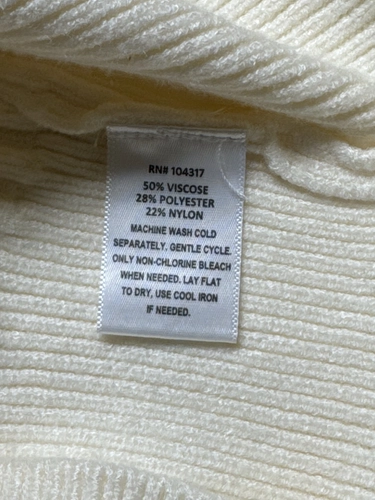 RN# 104317
50% VISCOSE
28% POLYESTER
22% NYLON
MACHINE WASH COLD
SEPARATELY. GENTLE CYCLE.
ONLY NON-CHLORINE BLEACH
WHEN NEEDED. LAY FLAT
TO DRY, USE COOL IRON
IF NEEDED.